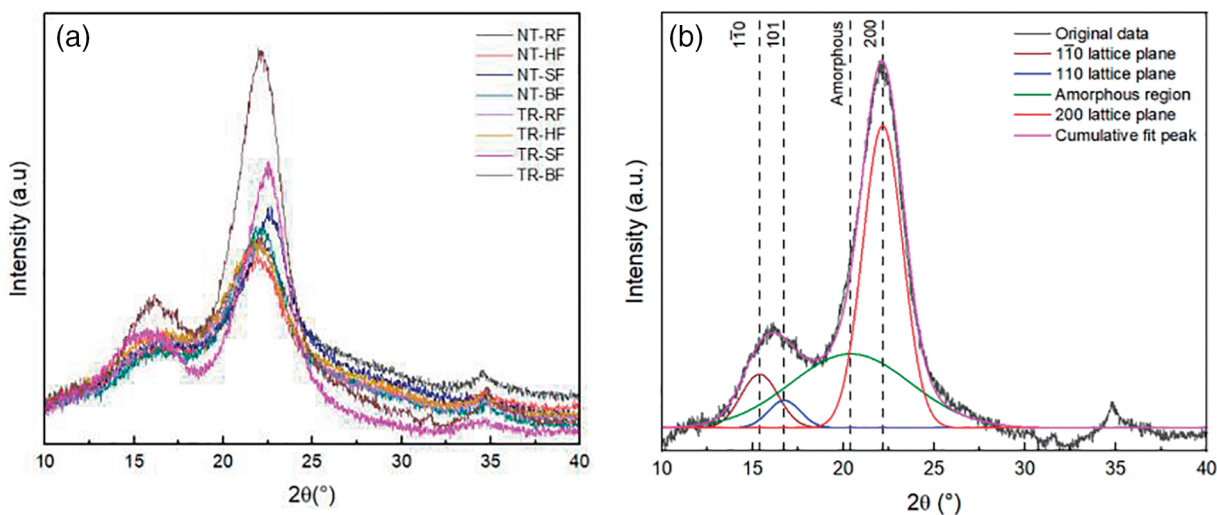 (a)
NT-RF
NT-HF
NT-SF
NT-BF
TR-RF
TR-HF
TR-SF
TR-BF
Intensity (a.u)
10 15 20 25 30 35 40
2θ(°)
(b)
11̄0
101
Amorphous
200
Original data
11̄0 lattice plane
110 lattice plane
Amorphous region
200 lattice plane
Cumulative fit peak
Intensity (a.u.)
10 15 20 25 30 35 40
2θ (°)